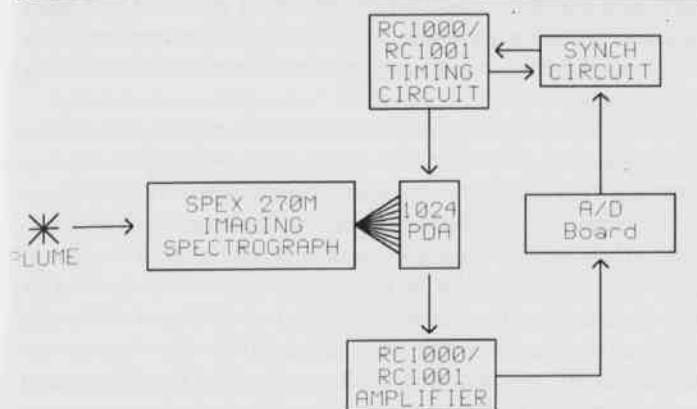 RC1000/
RC1001
TIMING
CIRCUIT
SYNCH
CIRCUIT
SPEX 270M
IMAGING
SPECTROGRAPH
1024
PDA
A/D
Board
PLUME
RC1000/
RC1001
AMPLIFIER